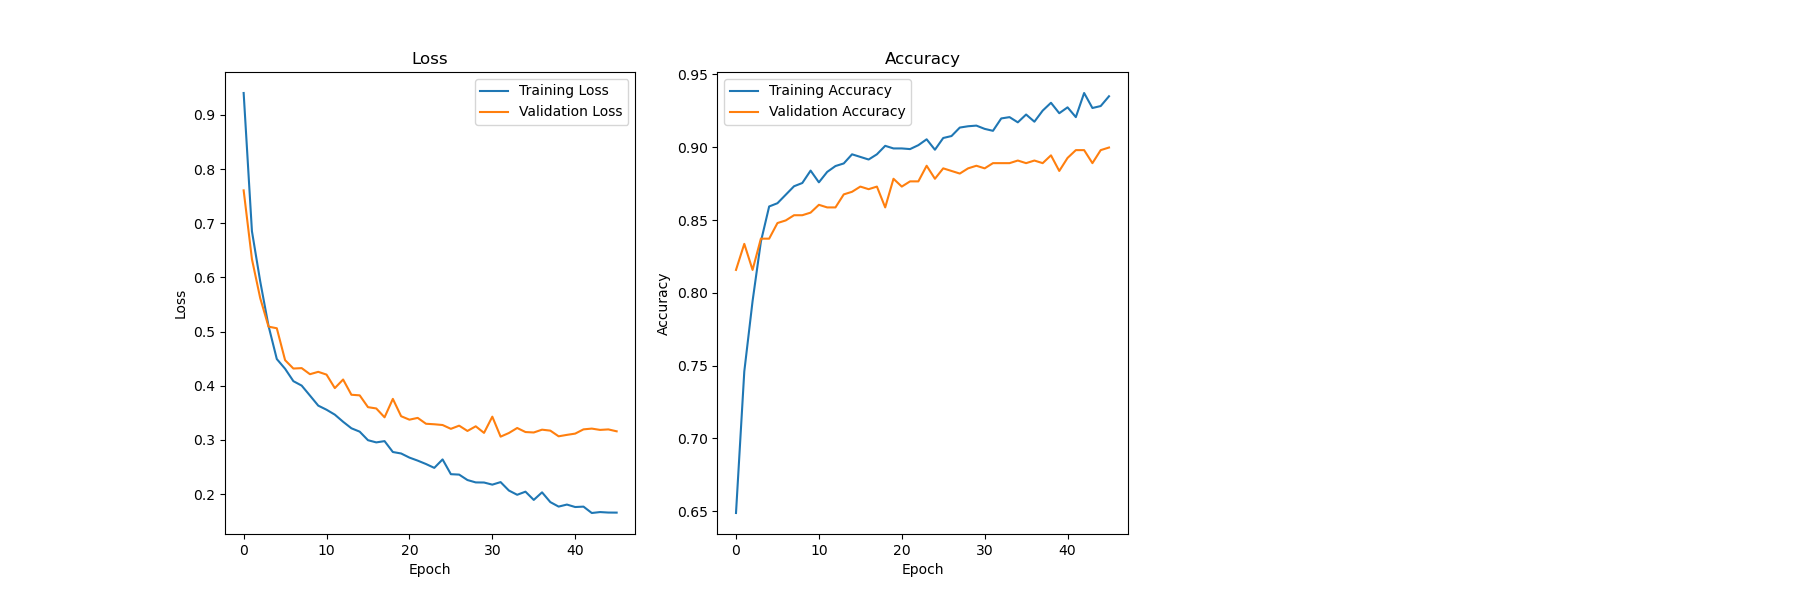 Loss
Training Loss
Validation Loss
0.9
0.8
0.7
0.6
0.5
0.4
0.3
0.2
Loss
0
10
20
30
40
Epoch
Accuracy
Training Accuracy
Validation Accuracy
0.95
0.90
0.85
0.80
0.75
0.70
0.65
Accuracy
0
10
20
30
40
Epoch